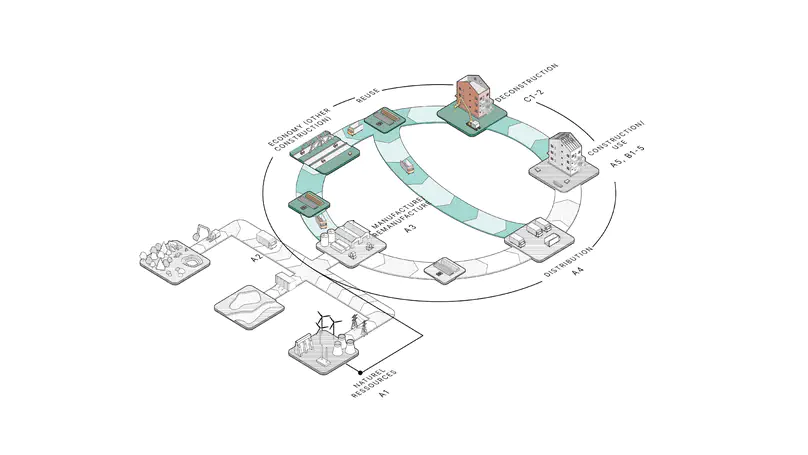 REUSE
DECONSTRUCTION
C1-2
ECONOMY (OTHER
CONSTRUCTION)
CONSTRUCTION/
USE
A5, B1-5
MANUFACTURE/
REMANUFACTURE
A3
A2
DISTRIBUTION
A4
NATUREL
RESSOURCES
A1